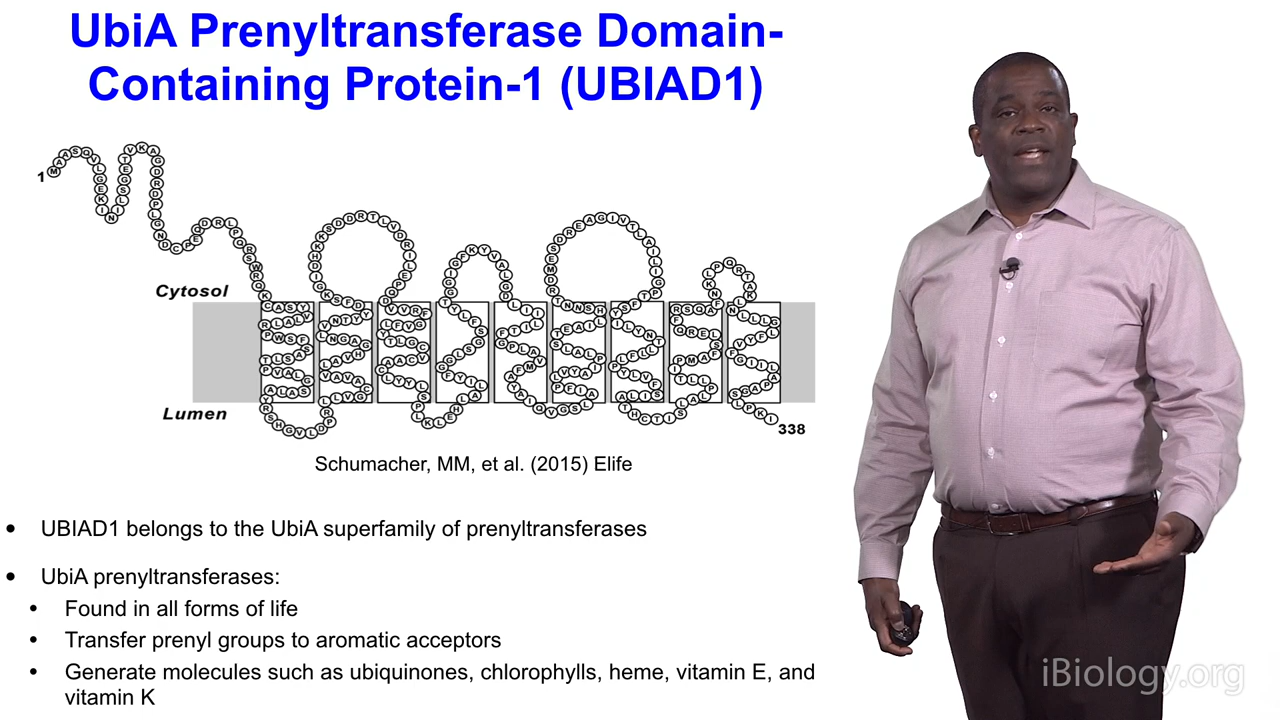 UbiA Prenyltransferase Domain-
Containing Protein-1 (UBIAD1)
1
Cytosol
Lumen
338
Schumacher, MM, et al. (2015) Elife
• UBIAD1 belongs to the UbiA superfamily of prenyltransferases
• UbiA prenyltransferases:
• Found in all forms of life
• Transfer prenyl groups to aromatic acceptors
• Generate molecules such as ubiquinones, chlorophylls, heme, vitamin E, and
vitamin K
iBiology.org